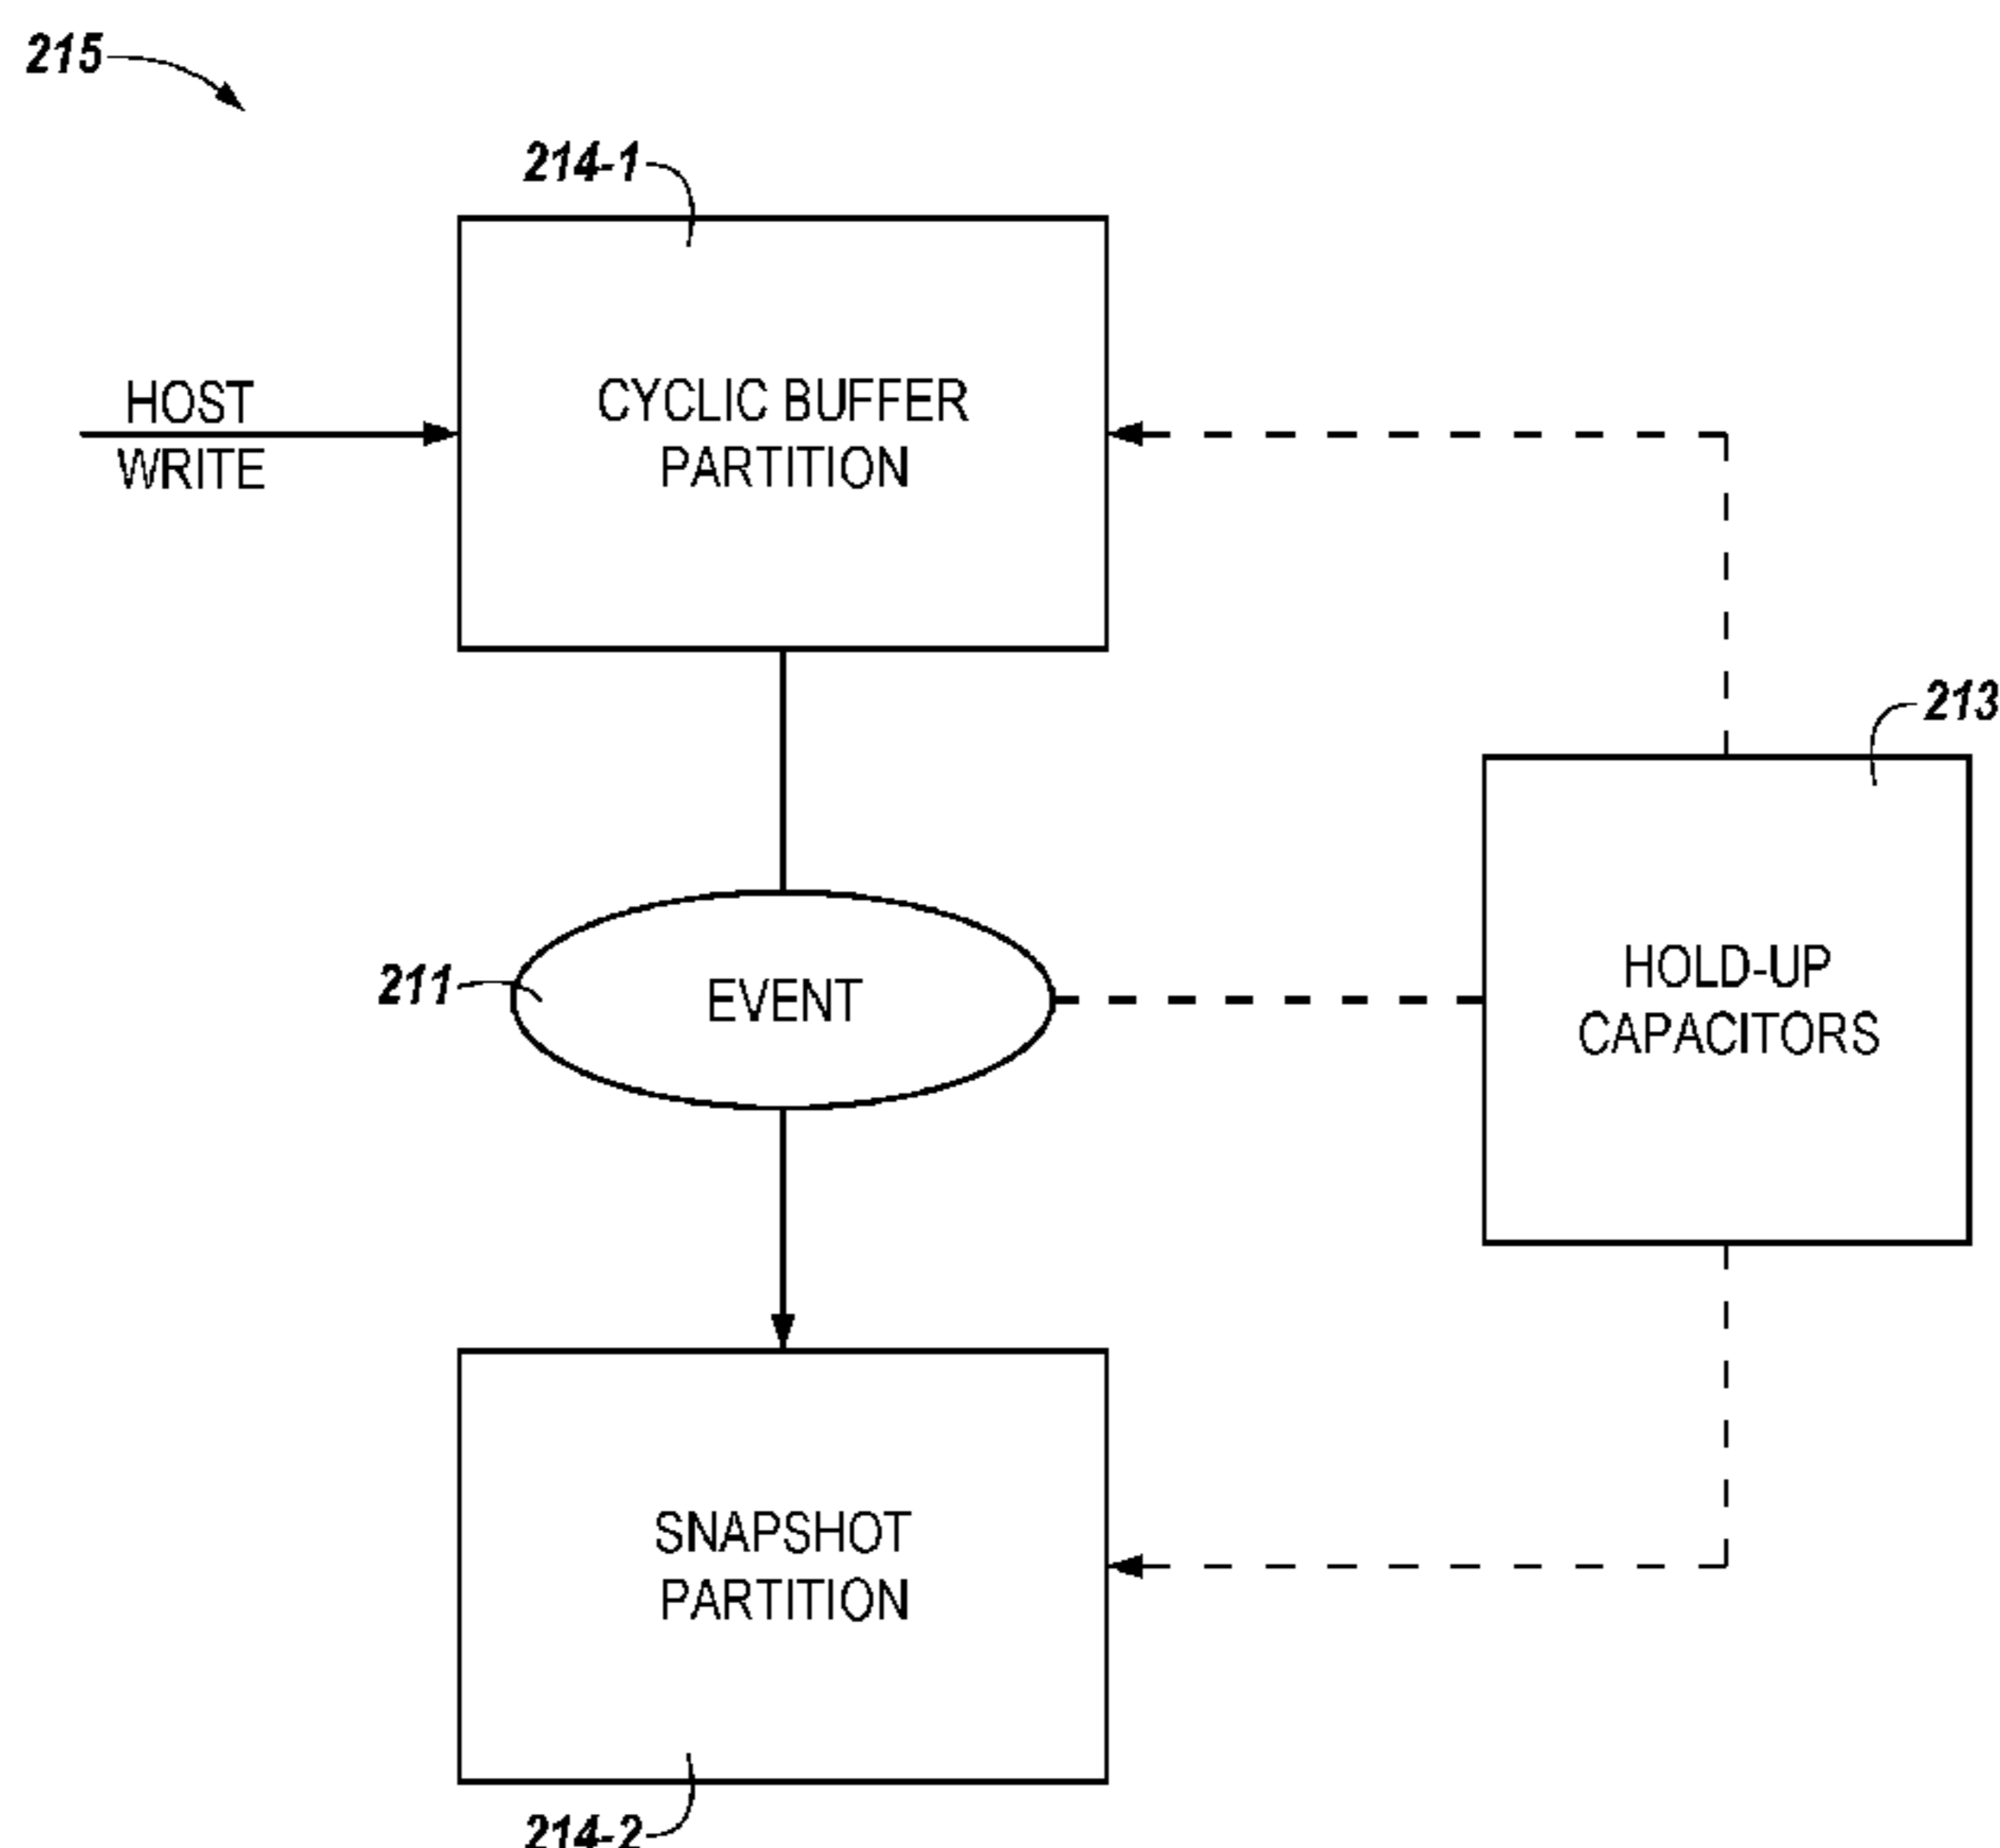 215
214-1
HOST
WRITE
CYCLIC BUFFER
PARTITION
213
211
EVENT
HOLD-UP
CAPACITORS
SNAPSHOT
PARTITION
214-2